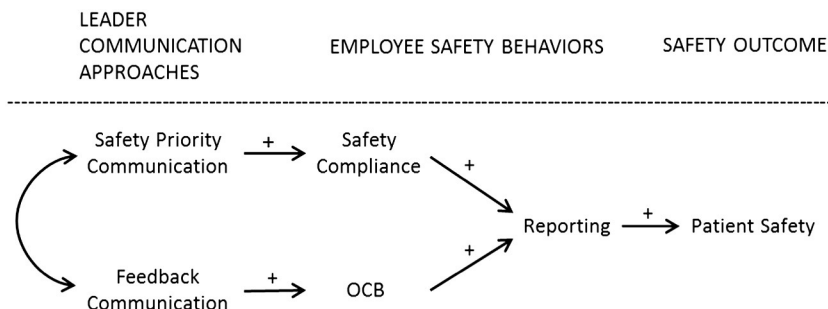 LEADER
COMMUNICATION
APPROACHES
EMPLOYEE SAFETY BEHAVIORS
SAFETY OUTCOME
Safety Priority
Communication
+
Safety
Compliance
+
Reporting
+
Patient Safety
Feedback
Communication
+
OCB
+